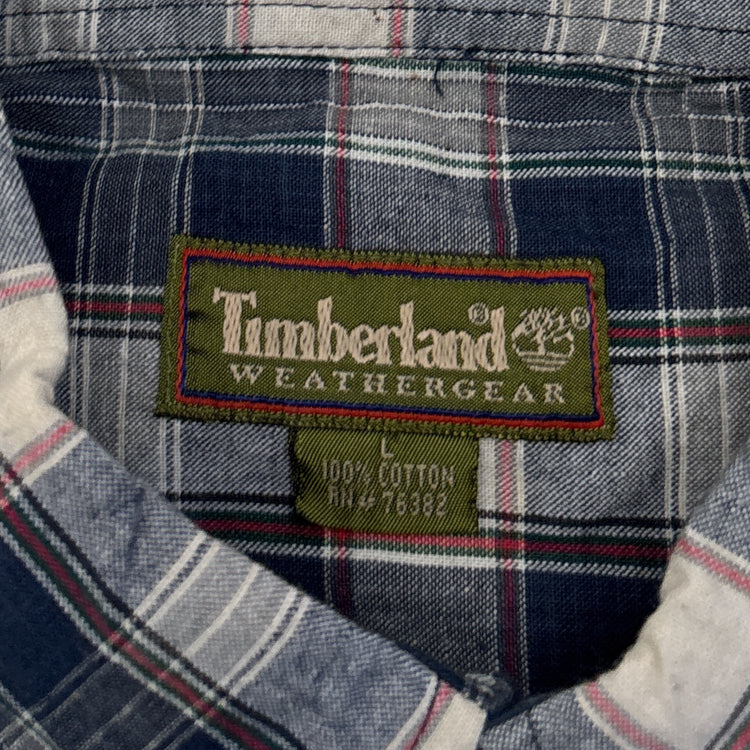 Timberland® ®
WEATHERGEAR
L
100% COTTON
RN# 76382